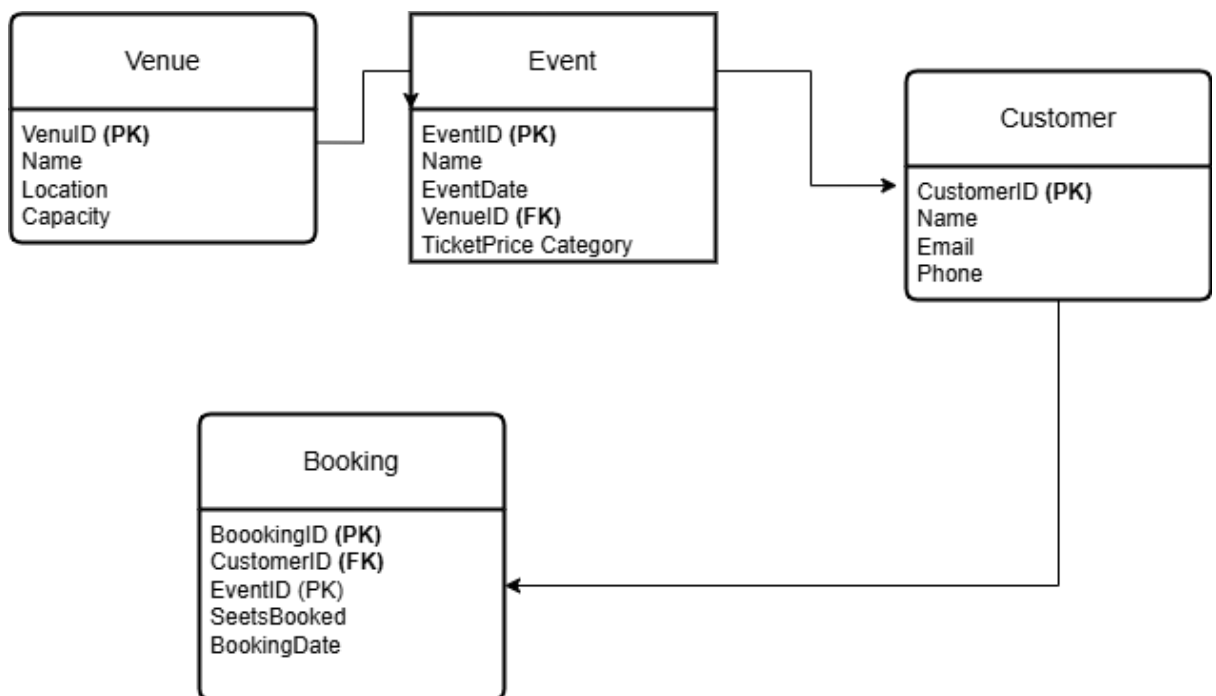 Venue
VenuID (PK)
Name
Location
Capacity
Event
EventID (PK)
Name
EventDate
VenueID (FK)
TicketPrice Category
Customer
CustomerID (PK)
Name
Email
Phone
Booking
BoookingID (PK)
CustomerID (FK)
EventID (PK)
SeetsBooked
BookingDate